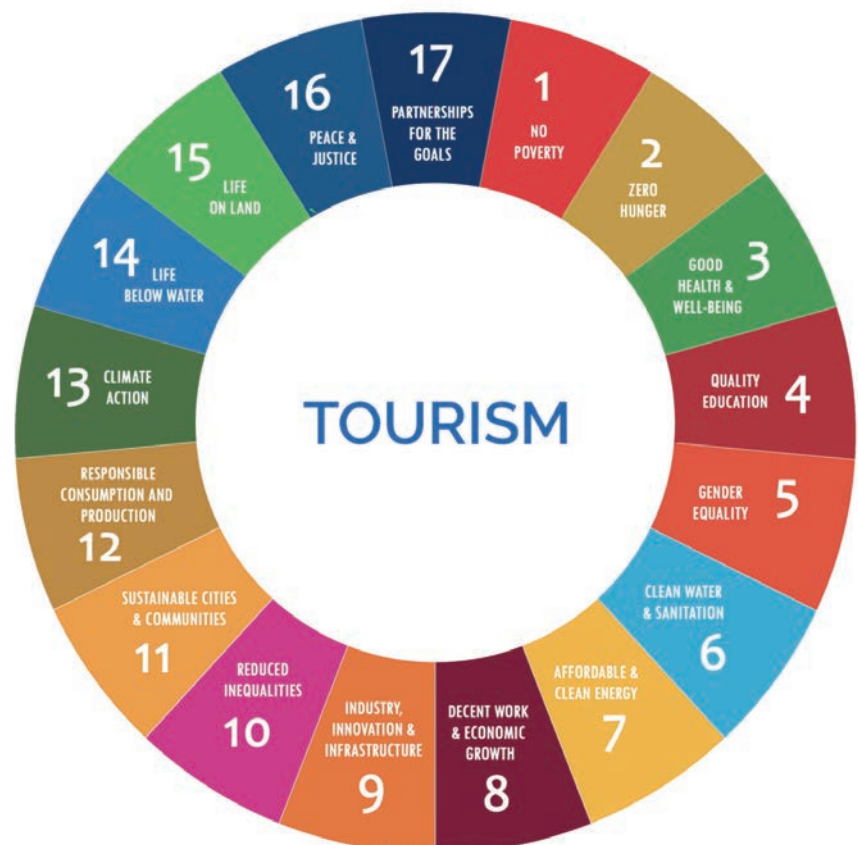 17
PARTNERSHIPS
FOR THE
GOALS
1
NO
POVERTY
2
ZERO
HUNGER
3
GOOD
HEALTH &
WELL-BEING
4
QUALITY
EDUCATION
5
GENDER
EQUALITY
CLEAN WATER
& SANITATION
6
AFFORDABLE &
CLEAN ENERGY
7
DECENT WORK
& ECONOMIC
GROWTH
8
INDUSTRY,
INNOVATION &
INFRASTRUCTURE
9
REDUCED
INEQUALITIES
10
SUSTAINABLE CITIES
& COMMUNITIES
11
RESPONSIBLE
CONSUMPTION AND
PRODUCTION
12
13
CLIMATE
ACTION
14
LIFE
BELOW WATER
15
LIFE
ON LAND
16
PEACE &
JUSTICE
TOURISM